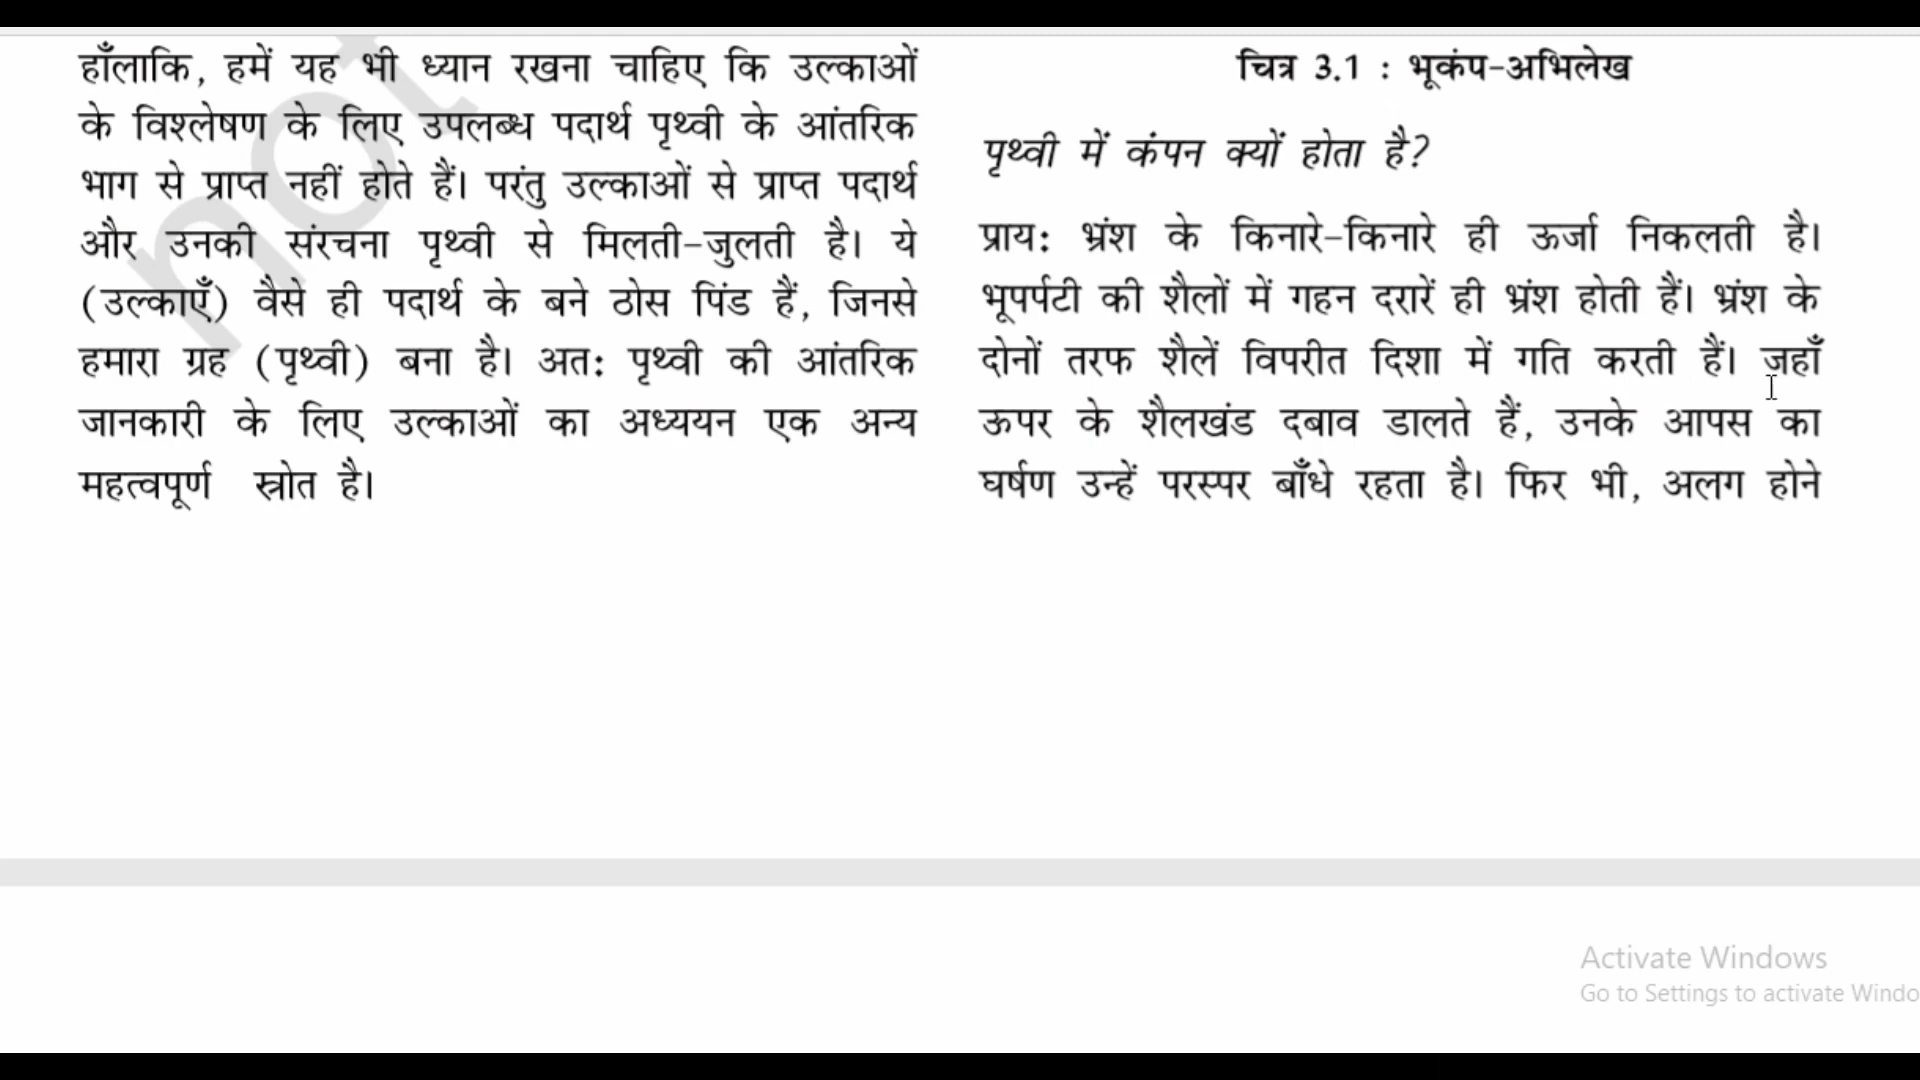 हाँलाकि, हमें यह भी ध्यान रखना चाहिए कि उल्काओं
के विश्लेषण के लिए उपलब्ध पदार्थ पृथ्वी के आंतरिक
भाग से प्राप्त नहीं होते हैं। परंतु उल्काओं से प्राप्त पदार्थ
और उनकी संरचना पृथ्वी से मिलती-जुलती है। ये
(उल्काएँ) वैसे ही पदार्थ के बने ठोस पिंड हैं, जिनसे
हमारा ग्रह (पृथ्वी) बना है। अत: पृथ्वी की आंतरिक
जानकारी के लिए उल्काओं का अध्ययन एक अन्य
महत्वपूर्ण स्रोत है।
चित्र 3.1 : भूकंप-अभिलेख
पृथ्वी में कंपन क्यों होता है?
प्राय: भ्रंश के किनारे-किनारे ही ऊर्जा निकलती है।
भूपर्पटी की शैलों में गहन दरारें ही भ्रंश होती हैं। भ्रंश के
दोनों तरफ शैलें विपरीत दिशा में गति करती हैं। जहाँ
ऊपर के शैलखंड दबाव डालते हैं, उनके आपस का
घर्षण उन्हें परस्पर बाँधे रहता है। फिर भी, अलग होने
not
Activate Windows
Go to Settings to activate Windo